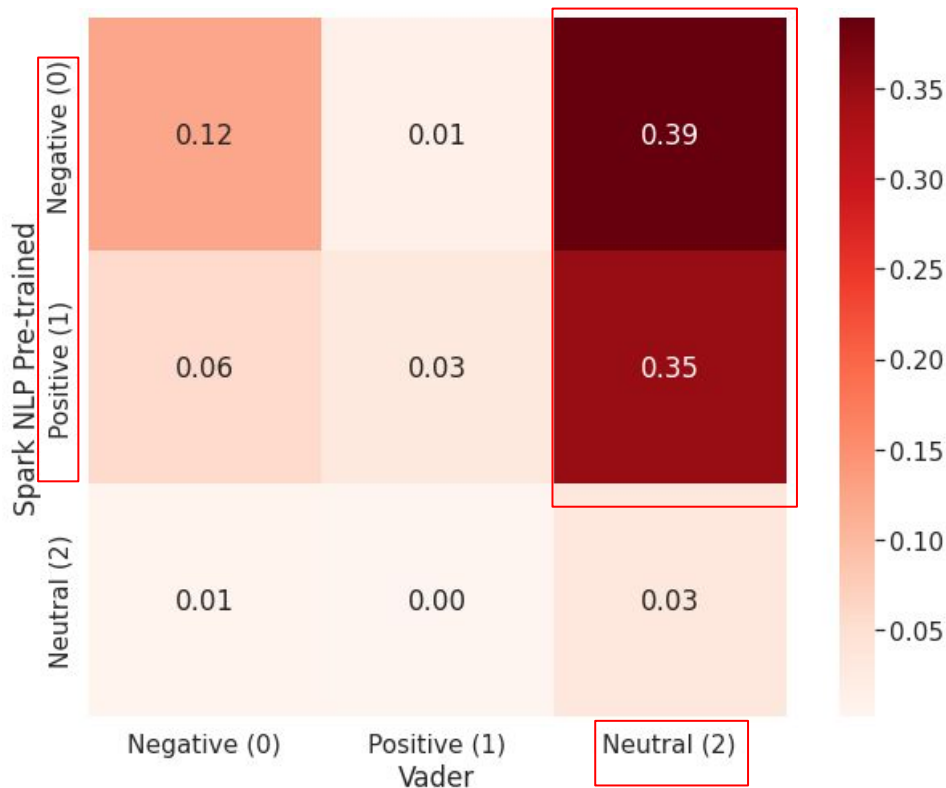 Spark NLP Pre-trained
Negative (0)
Positive (1)
Neutral (2)
0.12 0.01 0.39
0.06 0.03 0.35
0.01 0.00 0.03
Negative (0) Positive (1) Neutral (2)
Vader
0.35
0.30
0.25
0.20
0.15
0.10
0.05